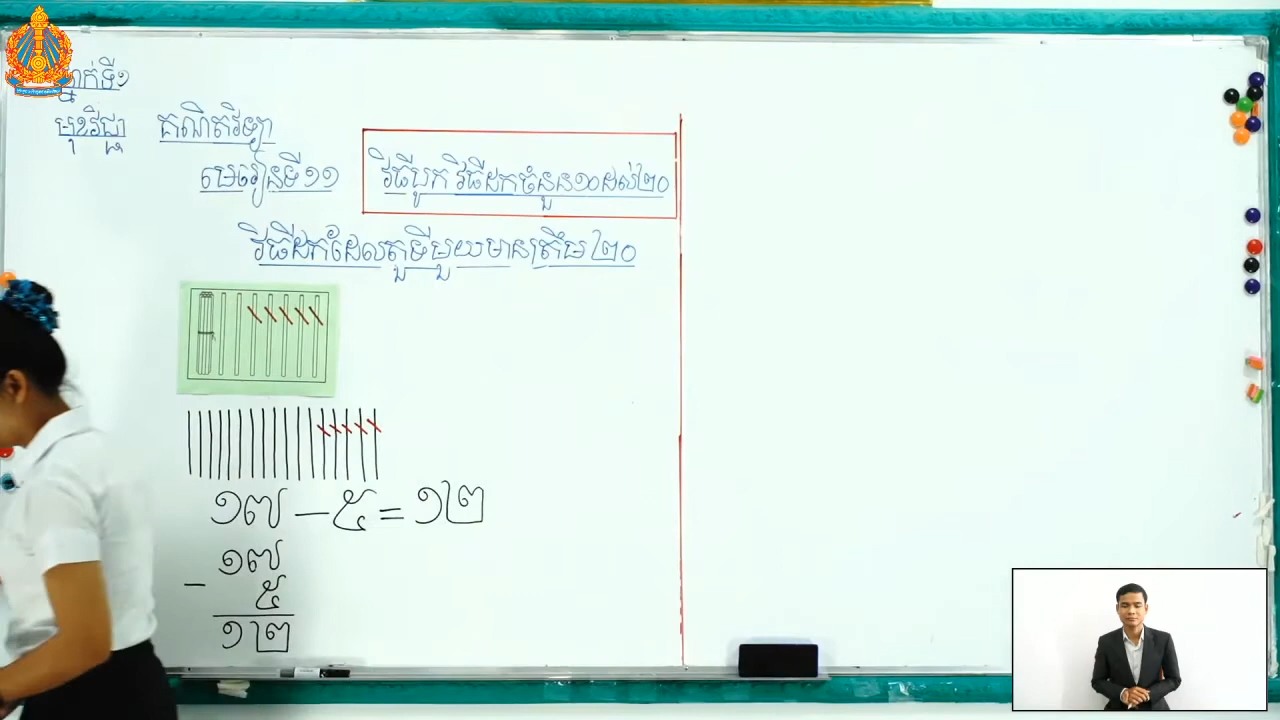 ថ្នាក់ទី១
មុខវិជ្ជា គណិតវិទ្យា
មេរៀនទី១១ វិធីបូក វិធីដកចំនួន១០ដល់២០
វិធីដកដែលតួទីមួយមានត្រឹម ២០
១៧ – ៥ = ១២
១៧
– ៥
១២